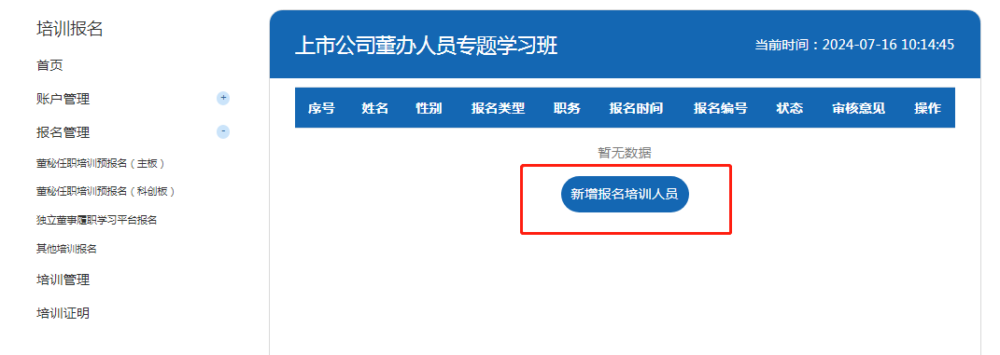 培训报名
首页
账户管理 +
报名管理 -
董秘任职培训预报名（主板）
董秘任职培训预报名（科创板）
独立董事履职学习平台报名
其他培训报名
培训管理
培训证明
上市公司董办人员专题学习班 当前时间：2024-07-16 10:14:45
序号 姓名 性别 报名类型 职务 报名时间 报名编号 状态 审核意见 操作
暂无数据
新增报名培训人员